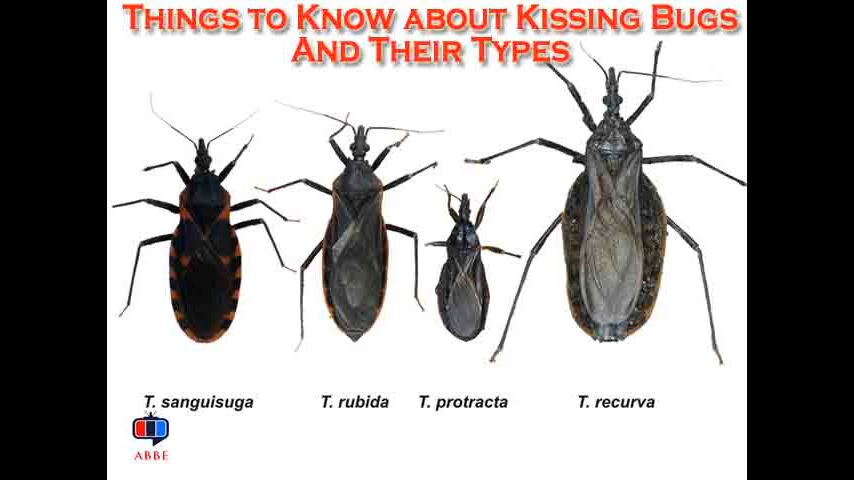 Things to Know about Kissing Bugs
And Their Types
T. sanguisuga T. rubida T. protracta T. recurva
ABBE